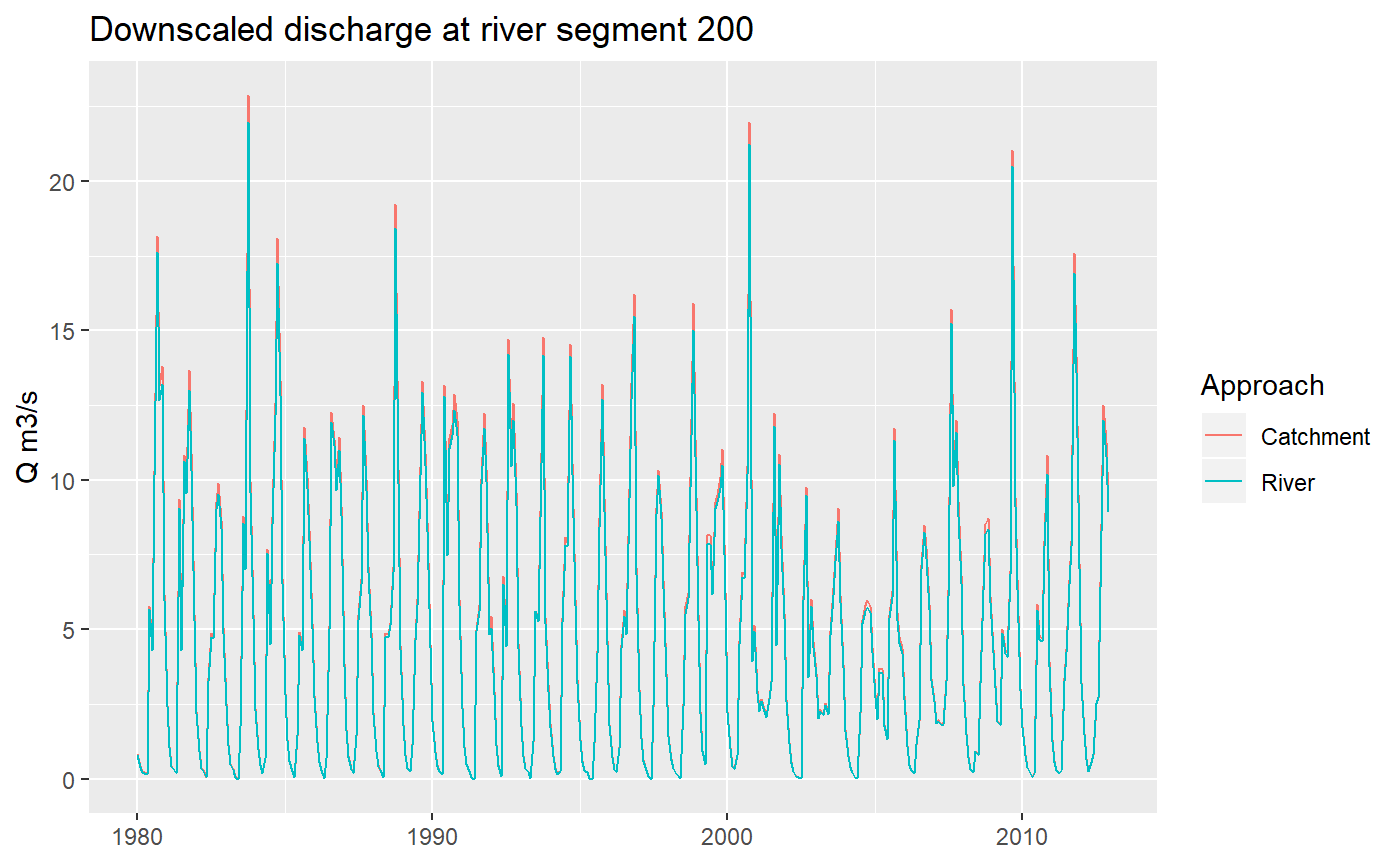 Downscaled discharge at river segment 200
Q m3/s
20
15
10
5
0
1980 1990 2000 2010
Approach
Catchment
River